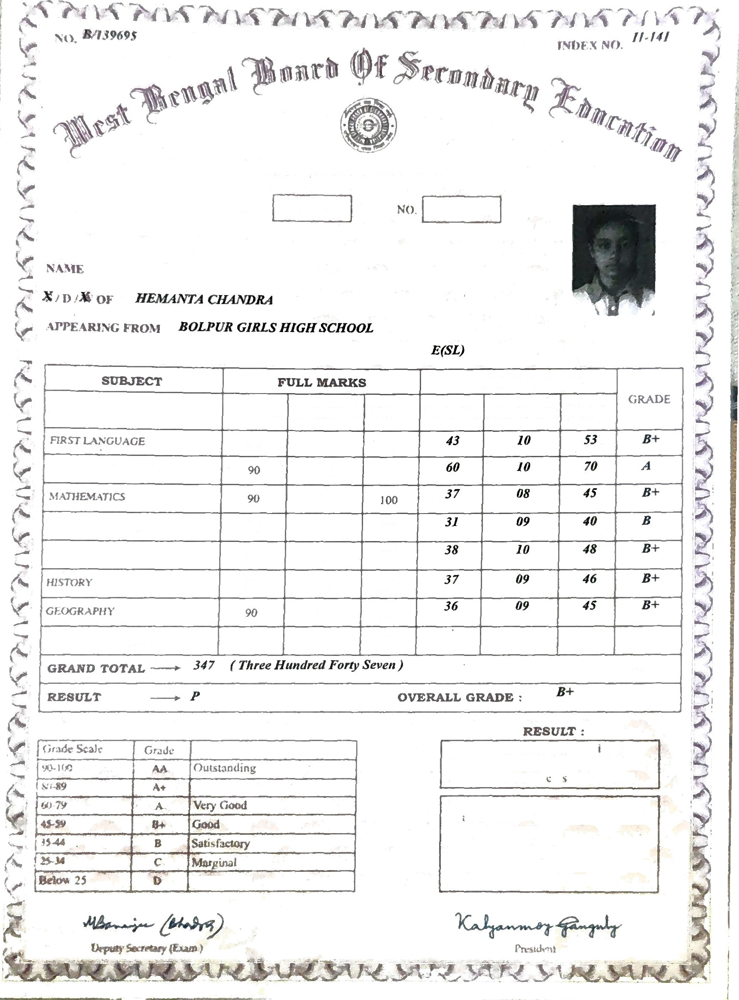 NO. B/139695
INDEX NO. 11-141
West Bengal Board Of Secondary Education
NO.
NAME
X / D / X OF HEMANTA CHANDRA
APPEARING FROM BOLPUR GIRLS HIGH SCHOOL
E(SL)
SUBJECT FULL MARKS GRADE
FIRST LANGUAGE 43 10 53 B+
90 60 10 70 A
MATHEMATICS 90 100 37 08 45 B+
31 09 40 B
38 10 48 B+
HISTORY 37 09 46 B+
GEOGRAPHY 90 36 09 45 B+
GRAND TOTAL → 347 ( Three Hundred Forty Seven )
RESULT → P OVERALL GRADE : B+
RESULT :
Grade Scale Grade
90-100 AA Outstanding
80-89 A+
60-79 A Very Good
45-59 B+ Good
35-44 B Satisfactory
25-34 C Marginal
Below 25 D
Kalyanmoy Ganguly
Deputy Secretary (Exam)
President